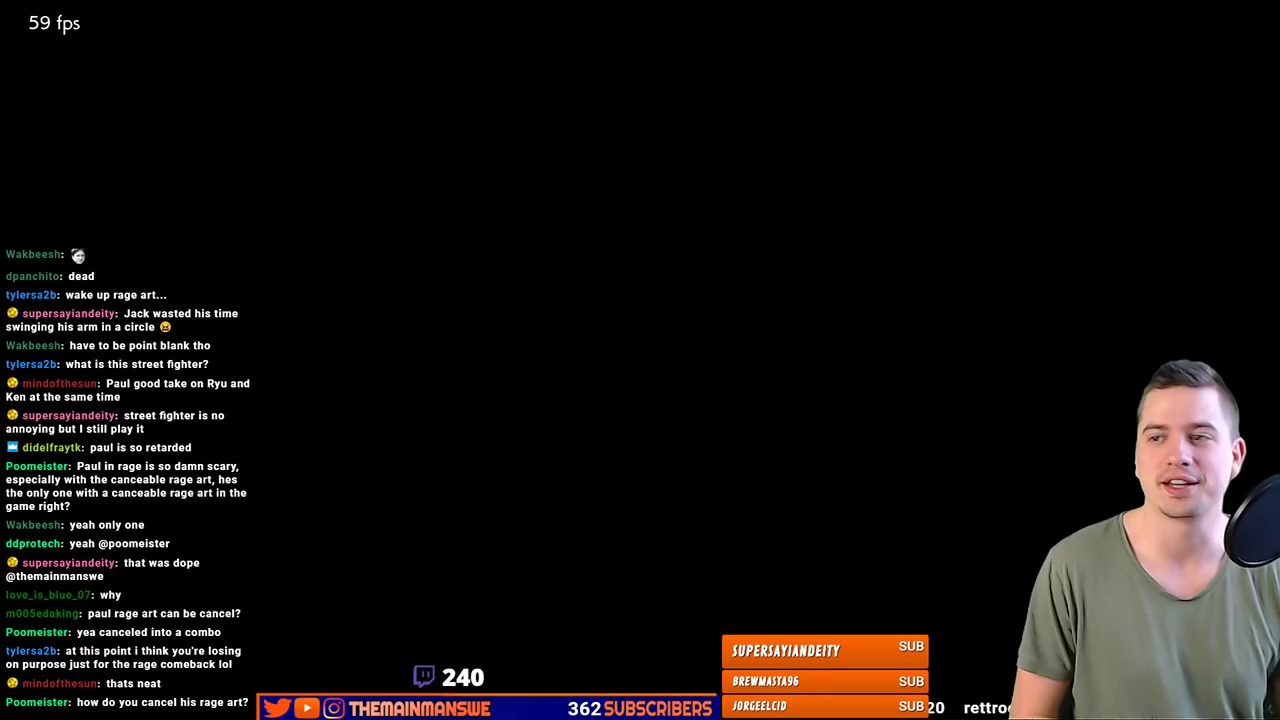 59 fps
Wakbeesh:
dpanchito: dead
tylersa2b: wake up rage art...
supersayiandeity: Jack wasted his time
swinging his arm in a circle
Wakbeesh: have to be point blank tho
tylersa2b: what is this street fighter?
mindofthesun: Paul good take on Ryu and
Ken at the same time
supersayiandeity: street fighter is no
annoying but I still play it
didelfraytk: paul is so retarded
Poomeister: Paul in rage is so damn scary,
especially with the canceable rage art, hes
the only one with a canceable rage art in the
game right?
Wakbeesh: yeah only one
ddprotech: yeah @poomeister
supersayiandeity: that was dope
@themainmanswe
love_is_blue_07: why
m005edaking: paul rage art can be cancel?
Poomeister: yea canceled into a combo
tylersa2b: at this point i think you're losing
on purpose just for the rage comeback lol
mindofthesun: thats neat
Poomeister: how do you cancel his rage art?
240
THEMAINMANSWE 362 SUBSCRIBERS
SUPERSAYIANDEITY SUB
BREWMASTA96 SUB
JORGEELCID SUB
20 rettro